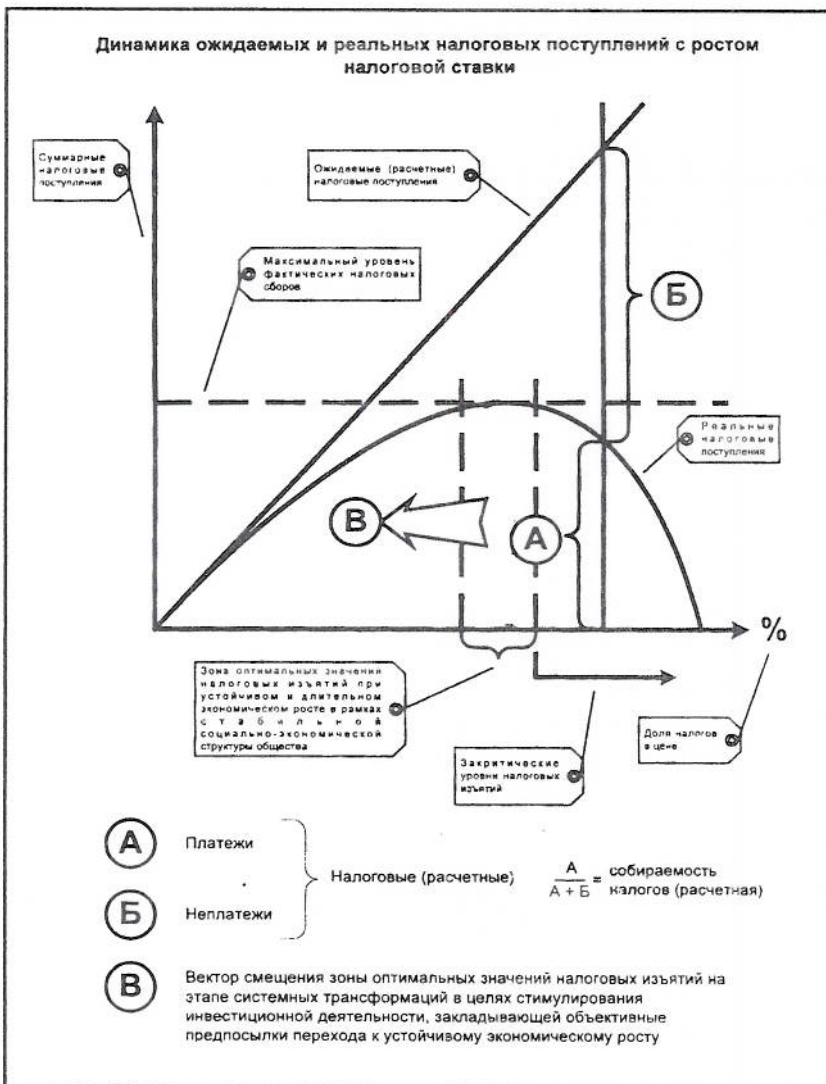 Динамика ожидаемых и реальных налоговых поступлений с ростом
налоговой ставки
Суммарные
налоговые
поступления
Ожидаемые (расчетные)
налоговые поступления
Максимальный уровень
фактических налоговых
сборов
Б
Реальные
налоговые
поступления
В
А
%
Зона оптимальных значений
налоговых изъятий при
устойчивом и длительном
экономическом росте в рамках
стабильной
социально-экономической
структуры общества
Доля налогов
в цене
Закритические
уровни налоговых
изъятий
А Платежи
Налоговые (расчетные)
А
А + Б
= собираемость
налогов (расчетная)
Б Неплатежи
В Вектор смещения зоны оптимальных значений налоговых изъятий на
этапе системных трансформаций в целях стимулирования
инвестиционной деятельности, закладывающей объективные
предпосылки перехода к устойчивому экономическому росту